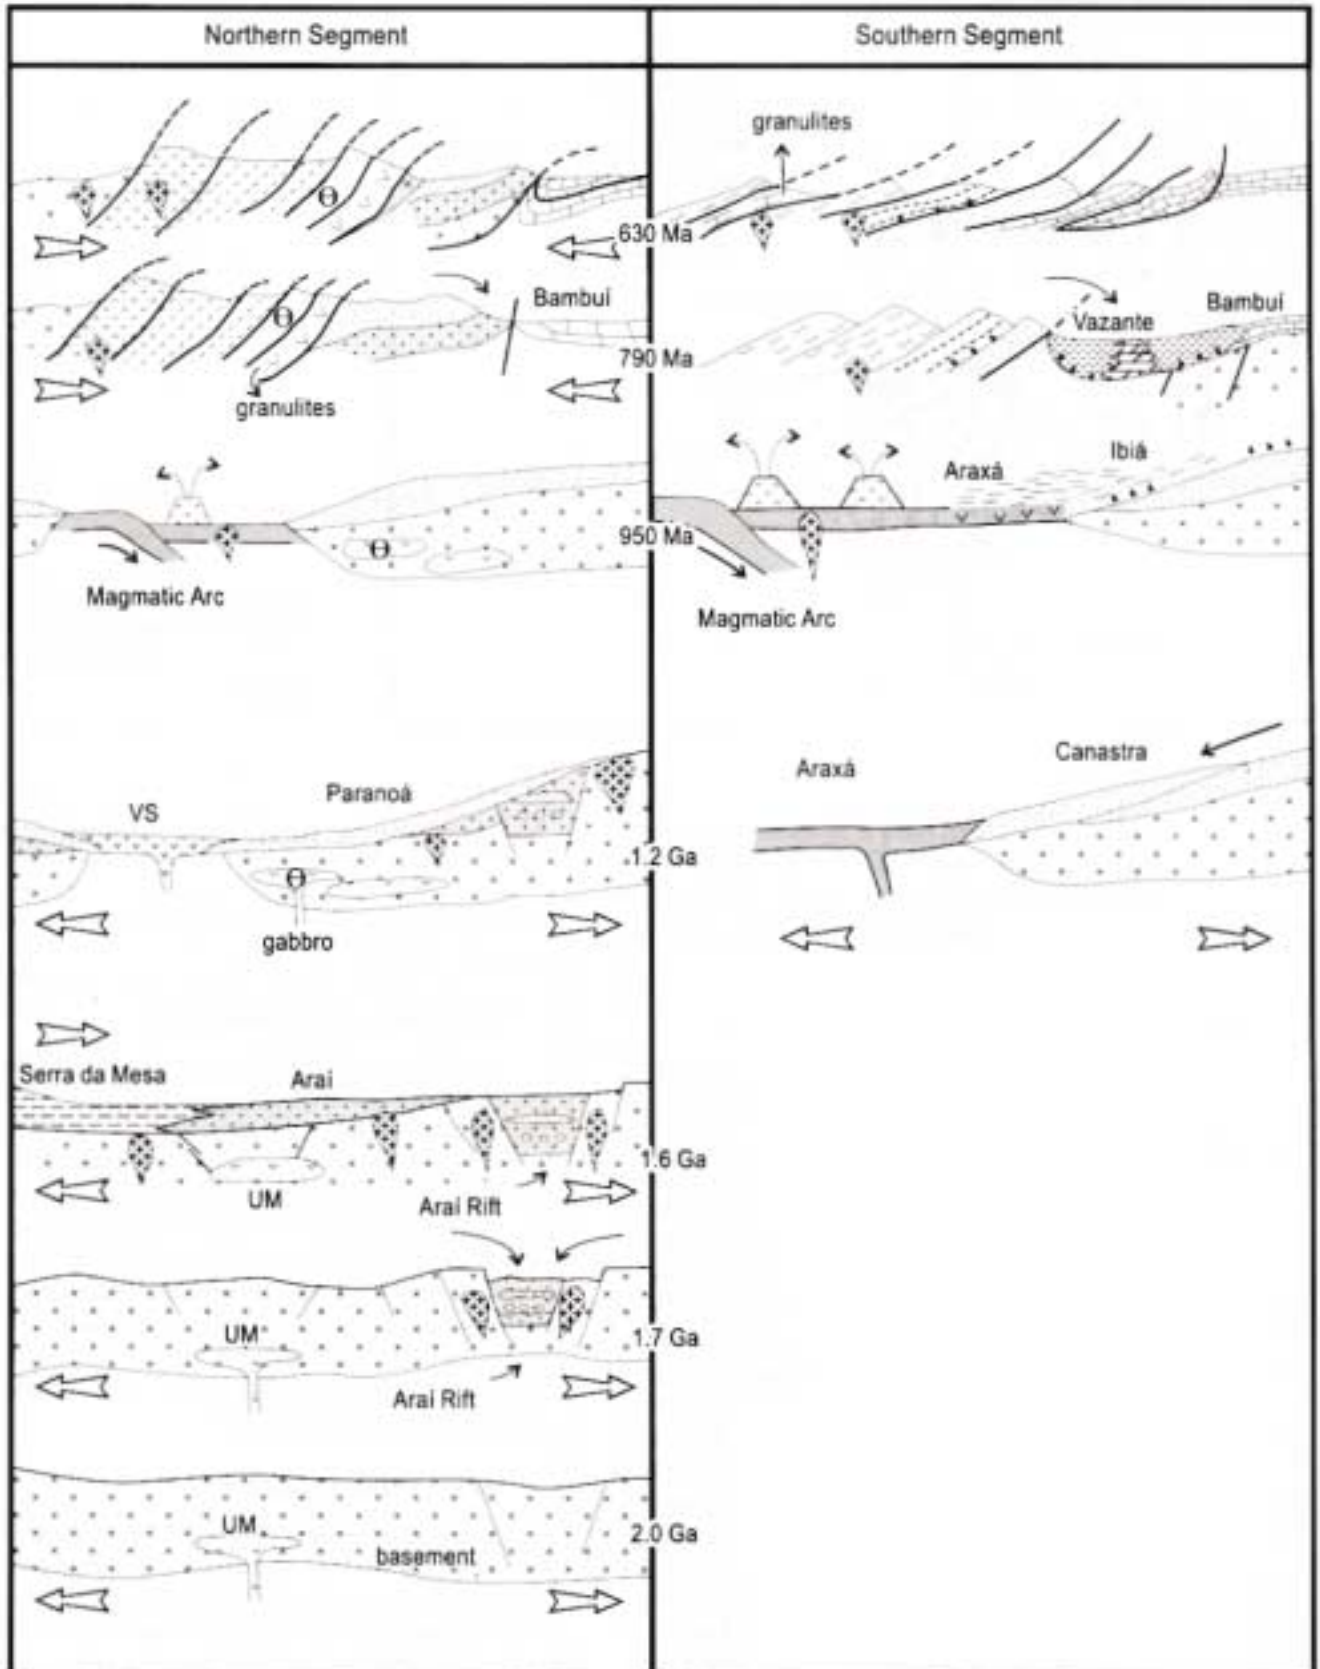 Northern Segment
Southern Segment
granulites
Θ
630 Ma
Bambuí
Θ
790 Ma
granulites
Vazante
Bambuí
Araxá
Ibiá
Θ
950 Ma
Magmatic Arc
Magmatic Arc
VS
Paranoá
Araxá
Canastra
1.2 Ga
Θ
gabbro
Serra da Mesa
Araí
1.6 Ga
UM
Araí Rift
UM
1.7 Ga
Araí Rift
UM
basement
2.0 Ga